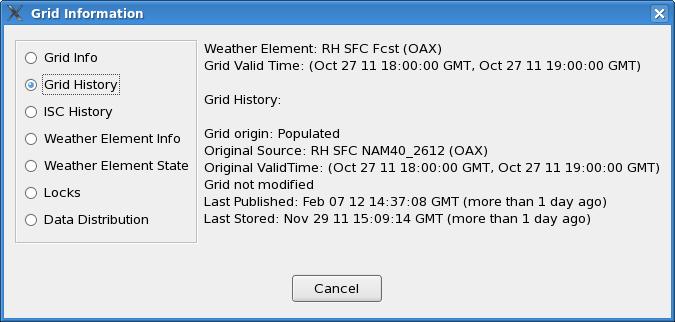 Grid Information
Grid Info
Grid History
ISC History
Weather Element Info
Weather Element State
Locks
Data Distribution
Weather Element: RH SFC Fcst (OAX)
Grid Valid Time: (Oct 27 11 18:00:00 GMT, Oct 27 11 19:00:00 GMT)
Grid History:
Grid origin: Populated
Original Source: RH SFC NAM40_2612 (OAX)
Original ValidTime: (Oct 27 11 18:00:00 GMT, Oct 27 11 19:00:00 GMT)
Grid not modified
Last Published: Feb 07 12 14:37:08 GMT (more than 1 day ago)
Last Stored: Nov 29 11 15:09:14 GMT (more than 1 day ago)
Cancel